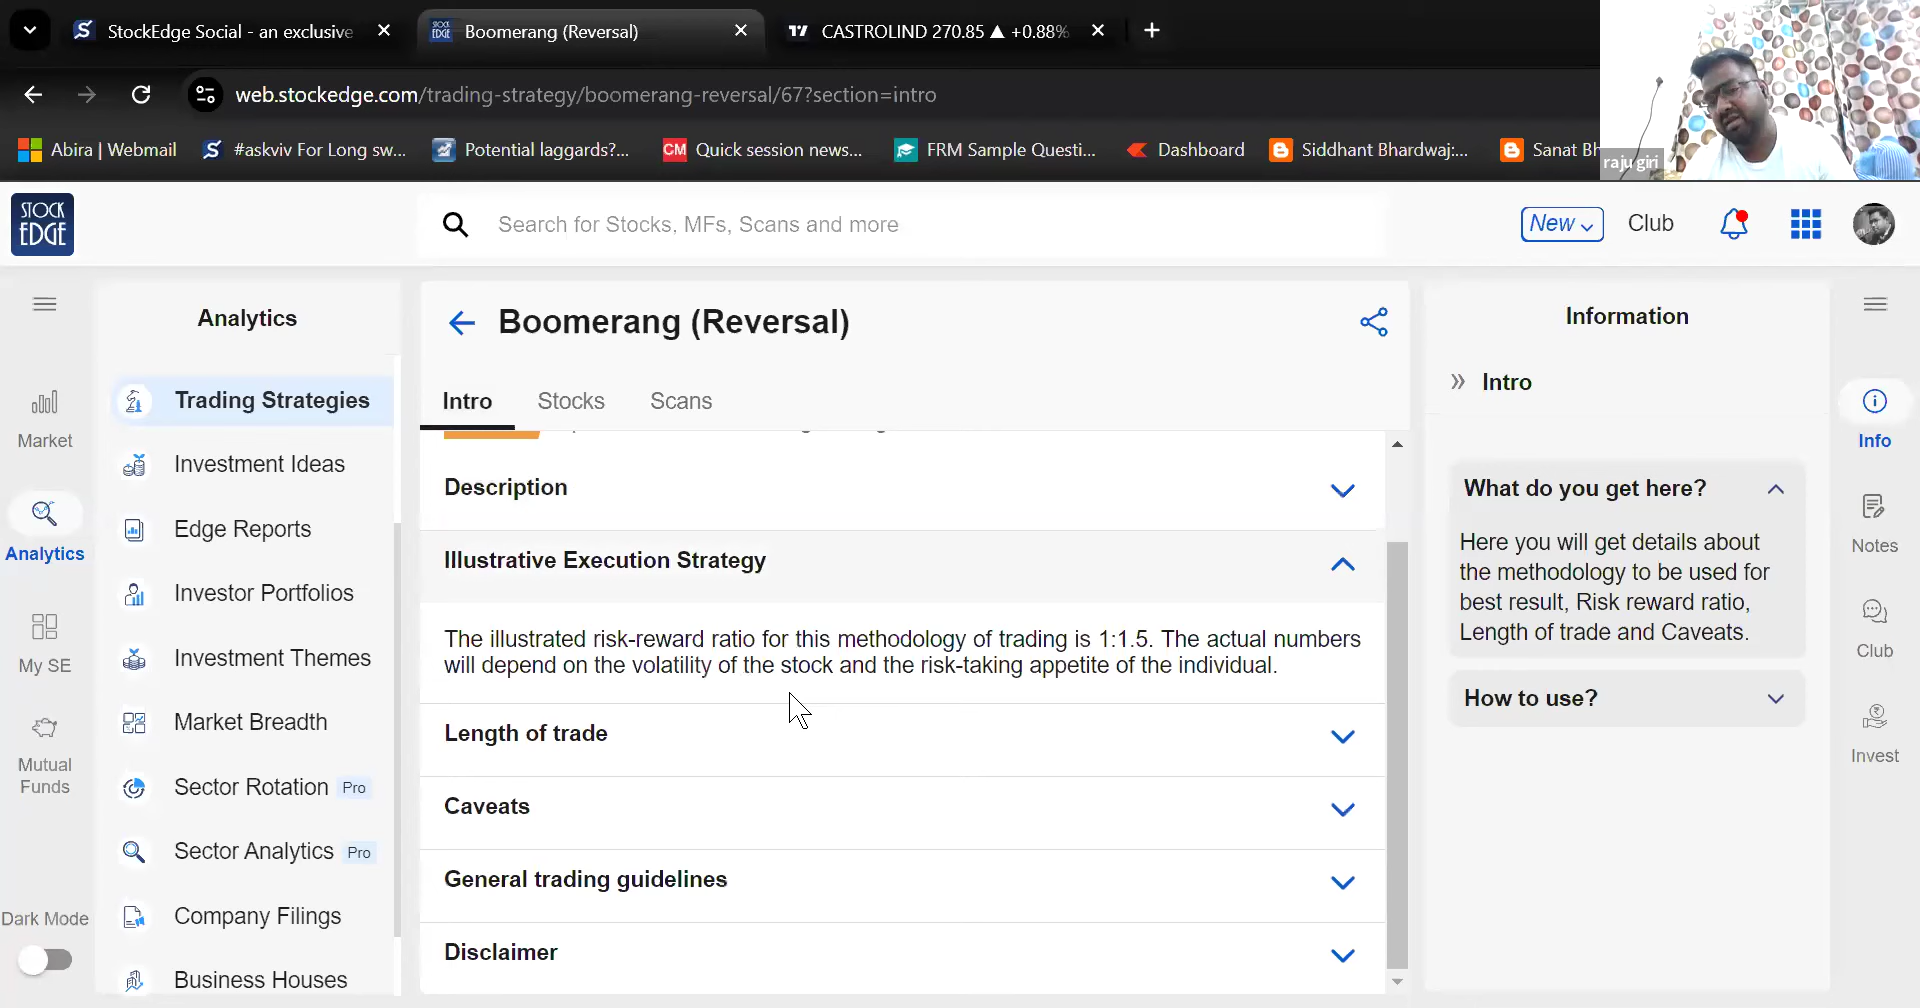 StockEdge Social - an exclusive
Boomerang (Reversal)
CASTROLIND 270.85 ▲ +0.88%
web.stockedge.com/trading-strategy/boomerang-reversal/67?section=intro
Abira | Webmail
#askviv For Long sw...
Potential laggards?...
CM Quick session news...
FRM Sample Questi...
Dashboard
Siddhant Bhardwaj:...
Sanat Bh
raju giri
STOCK EDGE
Search for Stocks, MFs, Scans and more
New
Club
Market
Analytics
My SE
Mutual Funds
Dark Mode
Analytics
Trading Strategies
Investment Ideas
Edge Reports
Investor Portfolios
Investment Themes
Market Breadth
Sector Rotation Pro
Sector Analytics Pro
Company Filings
Business Houses
Boomerang (Reversal)
Intro Stocks Scans
Description
Illustrative Execution Strategy
The illustrated risk-reward ratio for this methodology of trading is 1:1.5. The actual numbers
will depend on the volatility of the stock and the risk-taking appetite of the individual.
Length of trade
Caveats
General trading guidelines
Disclaimer
Information
Intro
What do you get here?
Here you will get details about
the methodology to be used for
best result, Risk reward ratio,
Length of trade and Caveats.
How to use?
Info
Notes
Club
Invest